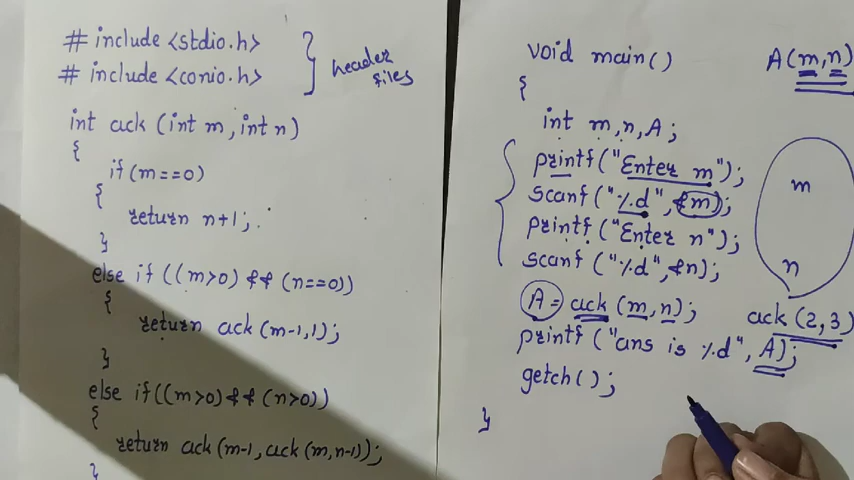 # include <stdio.h>
# include <conio.h>
header
files
int ack (int m, int n)
{
if (m==0)
{
return n+1;
}
else if ((m>0) && (n==0))
{
return ack (m-1,1);
}
else if ((m>0) && (n>0))
{
return ack (m-1, ack (m, n-1));
}
void main()
{
int m,n,A;
printf("Enter m");
scanf ("%d", &m);
printf ("Enter n");
scanf ("%d", &n);
A = ack (m, n);
printf ("ans is %d", A);
getch();
}
A(m,n)
m
n
ack (2,3)